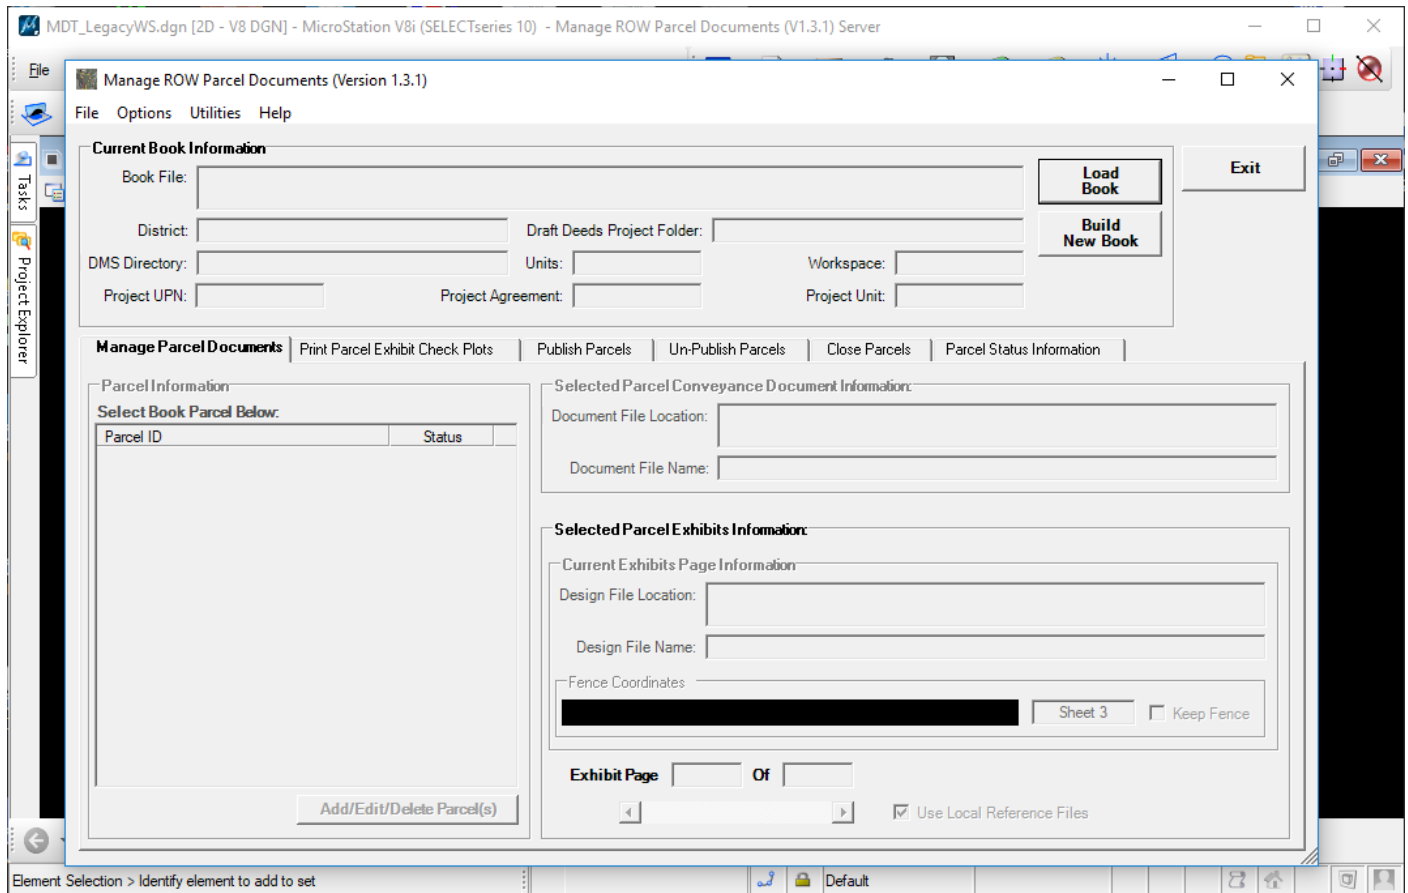 MDT_LegacyWS.dgn [2D - V8 DGN] - MicroStation V8i (SELECTseries 10)  - Manage ROW Parcel Documents (V1.3.1) Server
File
Manage ROW Parcel Documents (Version 1.3.1)
File Options Utilities Help
Tasks
Project Explorer
Current Book Information
Book File:
Load Book
Exit
District:
Draft Deeds Project Folder:
Build New Book
DMS Directory:
Units:
Workspace:
Project UPN:
Project Agreement:
Project Unit:
Manage Parcel Documents Print Parcel Exhibit Check Plots Publish Parcels Un-Publish Parcels Close Parcels Parcel Status Information
Parcel Information
Select Book Parcel Below:
Parcel ID Status
Add/Edit/Delete Parcel(s)
Selected Parcel Conveyance Document Information:
Document File Location:
Document File Name:
Selected Parcel Exhibits Information:
Current Exhibits Page Information
Design File Location:
Design File Name:
Fence Coordinates
Sheet 3 Keep Fence
Exhibit Page Of
Use Local Reference Files
Element Selection > Identify element to add to set
Default